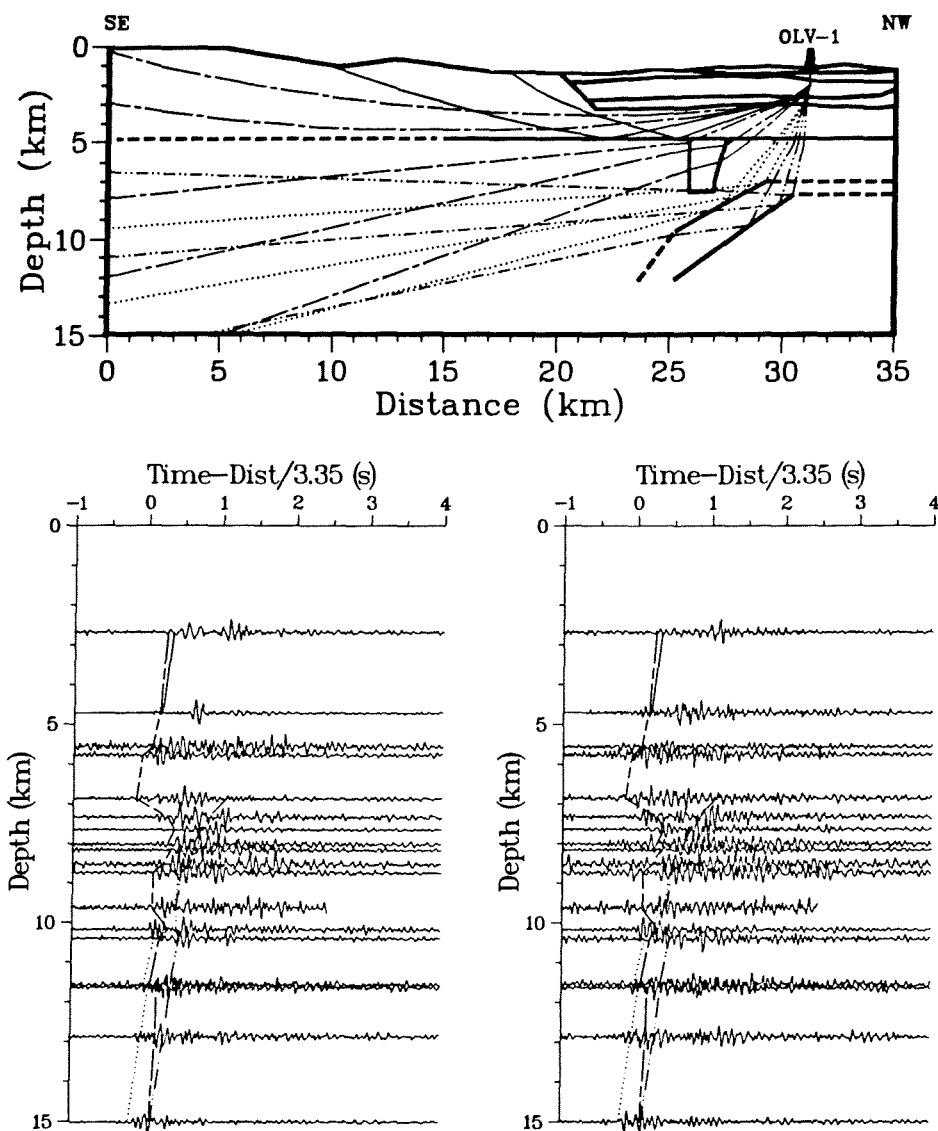 SE NW
OLV-1
0
5
10
15
Depth (km)
0 5 10 15 20 25 30 35
Distance (km)
Time-Dist/3.35 (s) Time-Dist/3.35 (s)
-1 0 1 2 3 4 -1 0 1 2 3 4
0 0
5 5
Depth (km) Depth (km)
10 10
15 15